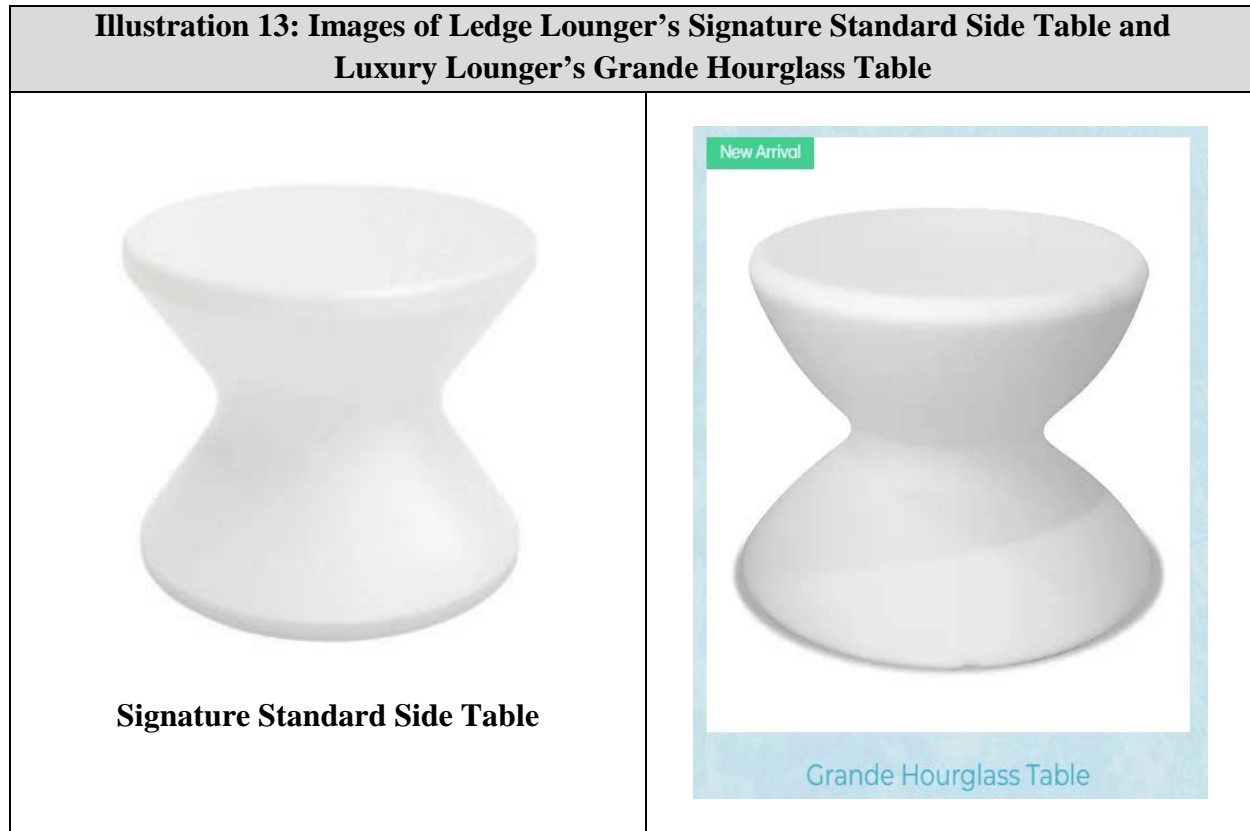 Illustration 13: Images of Ledge Lounger’s Signature Standard Side Table and
Luxury Lounger’s Grande Hourglass Table
Signature Standard Side Table
New Arrival
Grande Hourglass Table